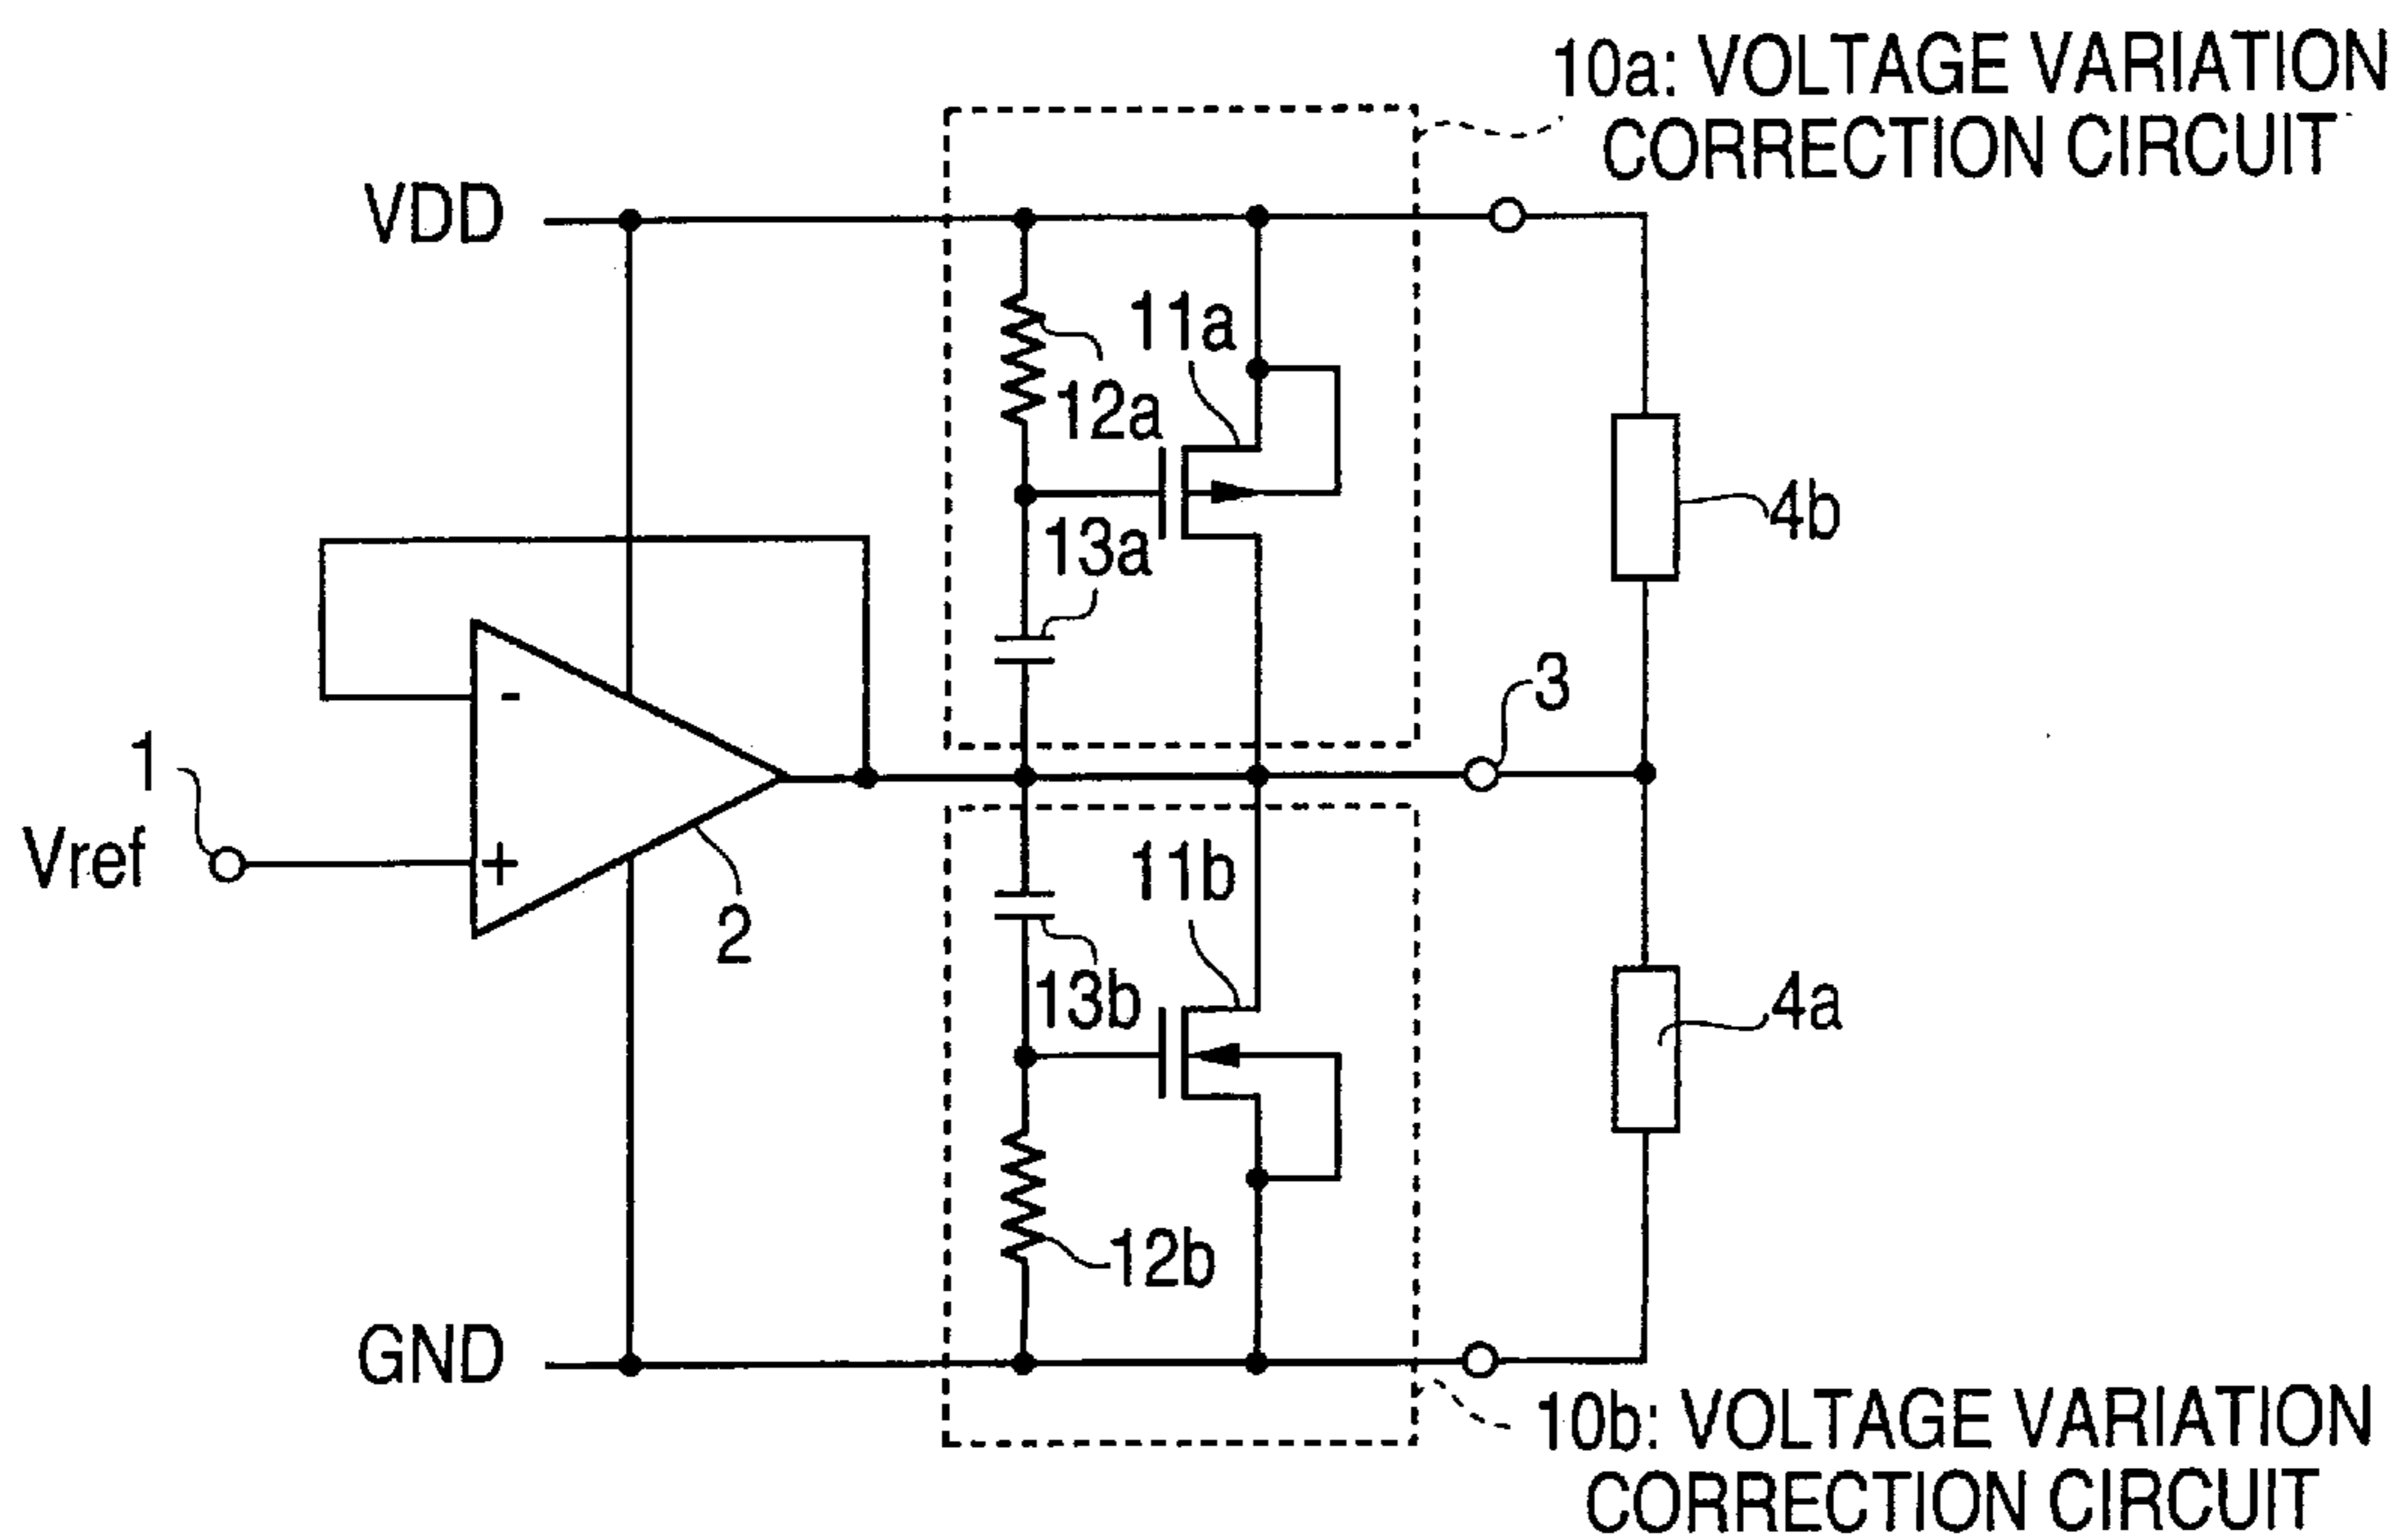 10a: VOLTAGE VARIATION
CORRECTION CIRCUIT
VDD
11a
12a
4b
13a
-
3
1
Vref
+
2
11b
13b
4a
12b
GND
10b: VOLTAGE VARIATION
CORRECTION CIRCUIT